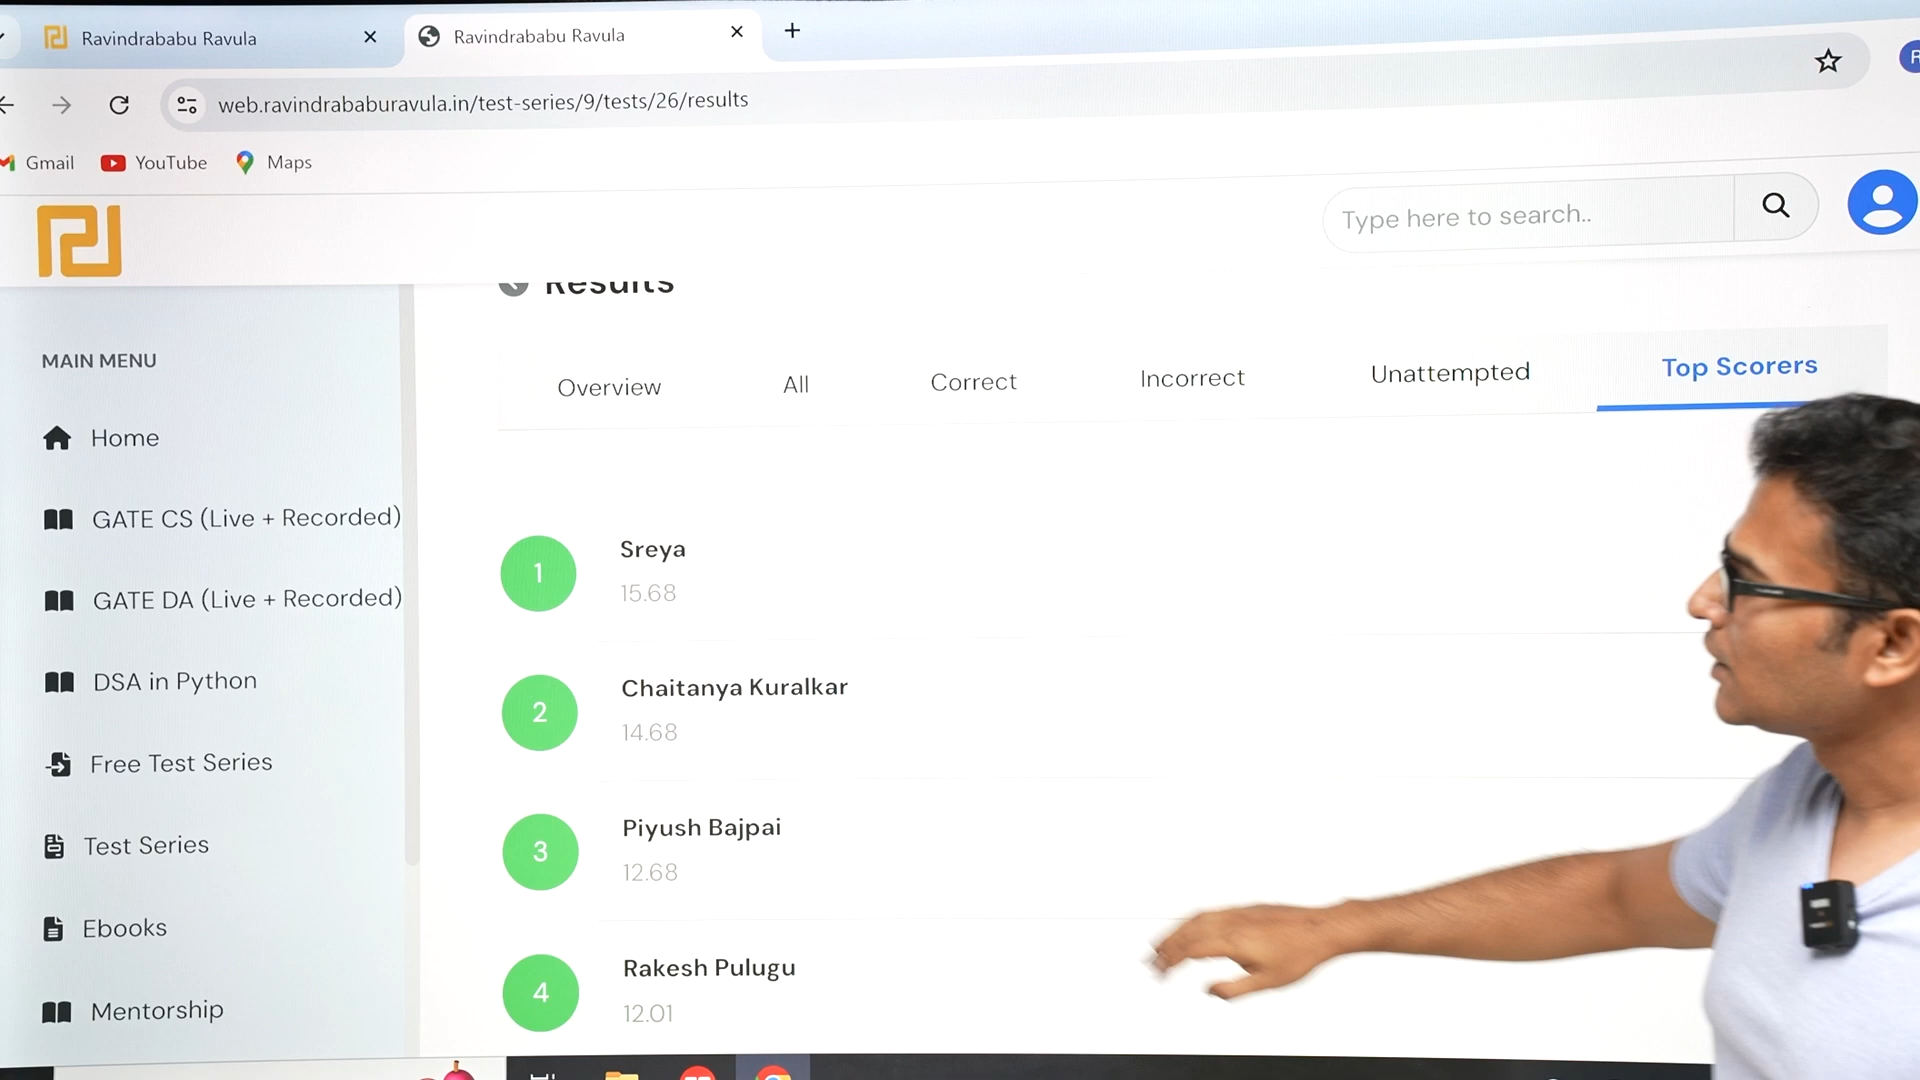 Ravindrababu Ravula
Ravindrababu Ravula
web.ravindrababuravula.in/test-series/9/tests/26/results
R
Gmail
YouTube
Maps
Type here to search..
Results
MAIN MENU
Home
GATE CS (Live + Recorded)
GATE DA (Live + Recorded)
DSA in Python
Free Test Series
Test Series
Ebooks
Mentorship
Overview
All
Correct
Incorrect
Unattempted
Top Scorers
1
Sreya
15.68
2
Chaitanya Kuralkar
14.68
3
Piyush Bajpai
12.68
4
Rakesh Pulugu
12.01